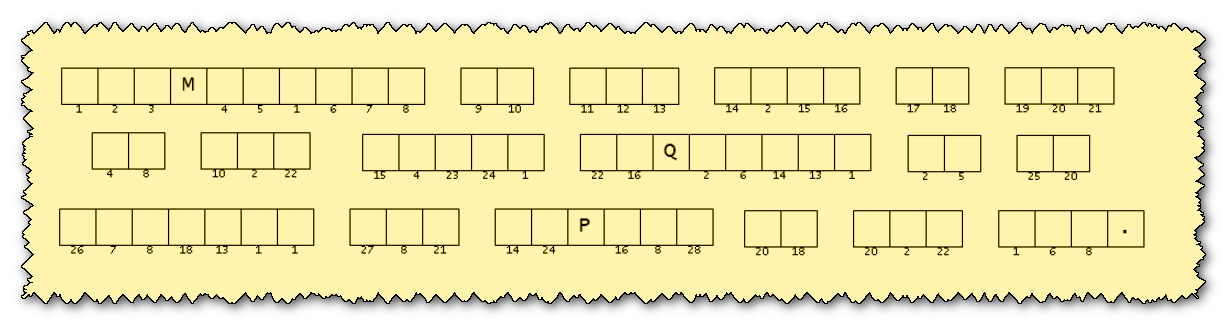 M
1 2 3 4 5 1 6 7 8 9 10 11 12 13 14 2 15 16 17 18 19 20 21
Q
4 8 10 2 22 15 4 23 24 1 22 16 2 6 14 13 1 2 5 25 20
P .
26 7 8 18 13 1 1 27 8 21 14 24 16 8 28 20 18 20 2 22 1 6 8